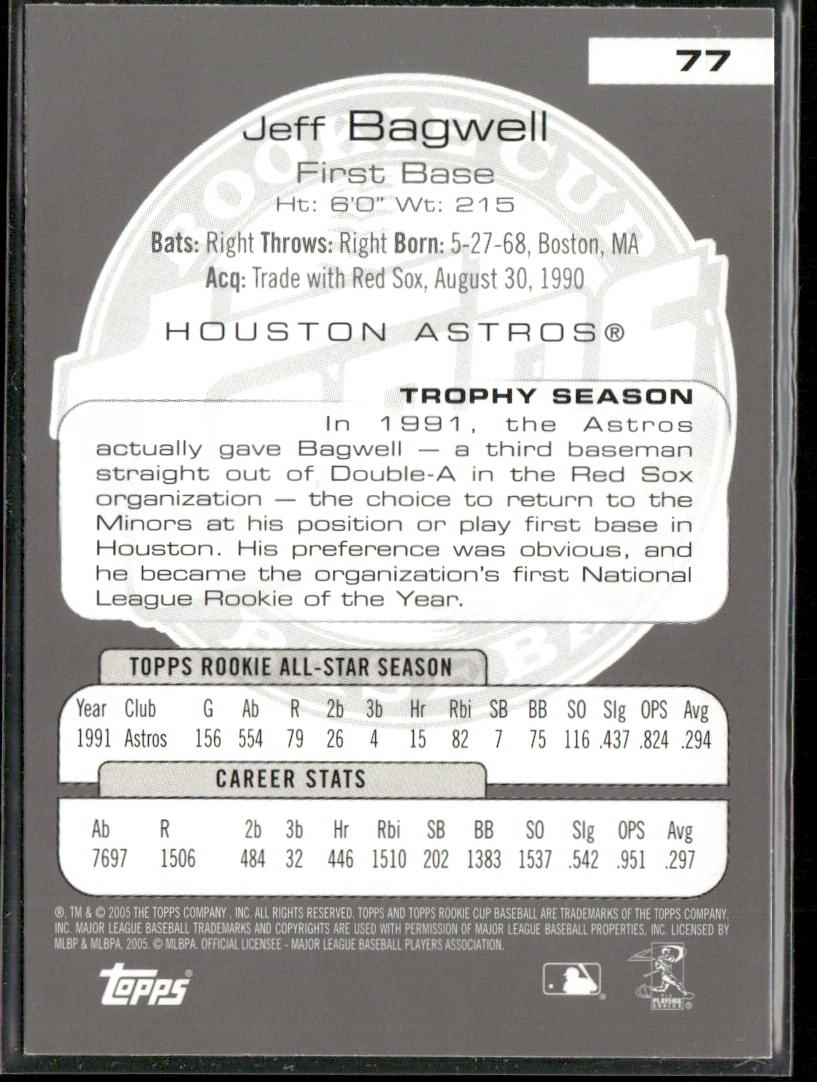 77
Jeff Bagwell
First Base
Ht: 6'0" Wt: 215
Bats: Right Throws: Right Born: 5-27-68, Boston, MA
Acq: Trade with Red Sox, August 30, 1990
HOUSTON ASTROS®
TROPHY SEASON
In 1991, the Astros
actually gave Bagwell — a third baseman
straight out of Double-A in the Red Sox
organization — the choice to return to the
Minors at his position or play first base in
Houston. His preference was obvious, and
he became the organization's first National
League Rookie of the Year.
TOPPS ROOKIE ALL-STAR SEASON
Year Club G Ab R 2b 3b Hr Rbi SB BB SO Slg OPS Avg
1991 Astros 156 554 79 26 4 15 82 7 75 116 .437 .824 .294
CAREER STATS
Ab R 2b 3b Hr Rbi SB BB SO Slg OPS Avg
7697 1506 484 32 446 1510 202 1383 1537 .542 .951 .297
®, TM & © 2005 THE TOPPS COMPANY, INC. ALL RIGHTS RESERVED. TOPPS AND TOPPS ROOKIE CUP BASEBALL ARE TRADEMARKS OF THE TOPPS COMPANY,
INC. MAJOR LEAGUE BASEBALL TRADEMARKS AND COPYRIGHTS ARE USED WITH PERMISSION OF MAJOR LEAGUE BASEBALL PROPERTIES, INC. LICENSED BY
MLBP & MLBPA, 2005. © MLBPA. OFFICIAL LICENSEE - MAJOR LEAGUE BASEBALL PLAYERS ASSOCIATION.
Topps®
PLAYERS
CHOICE ®
ROOKIE CUP
Topps
BASEBALL